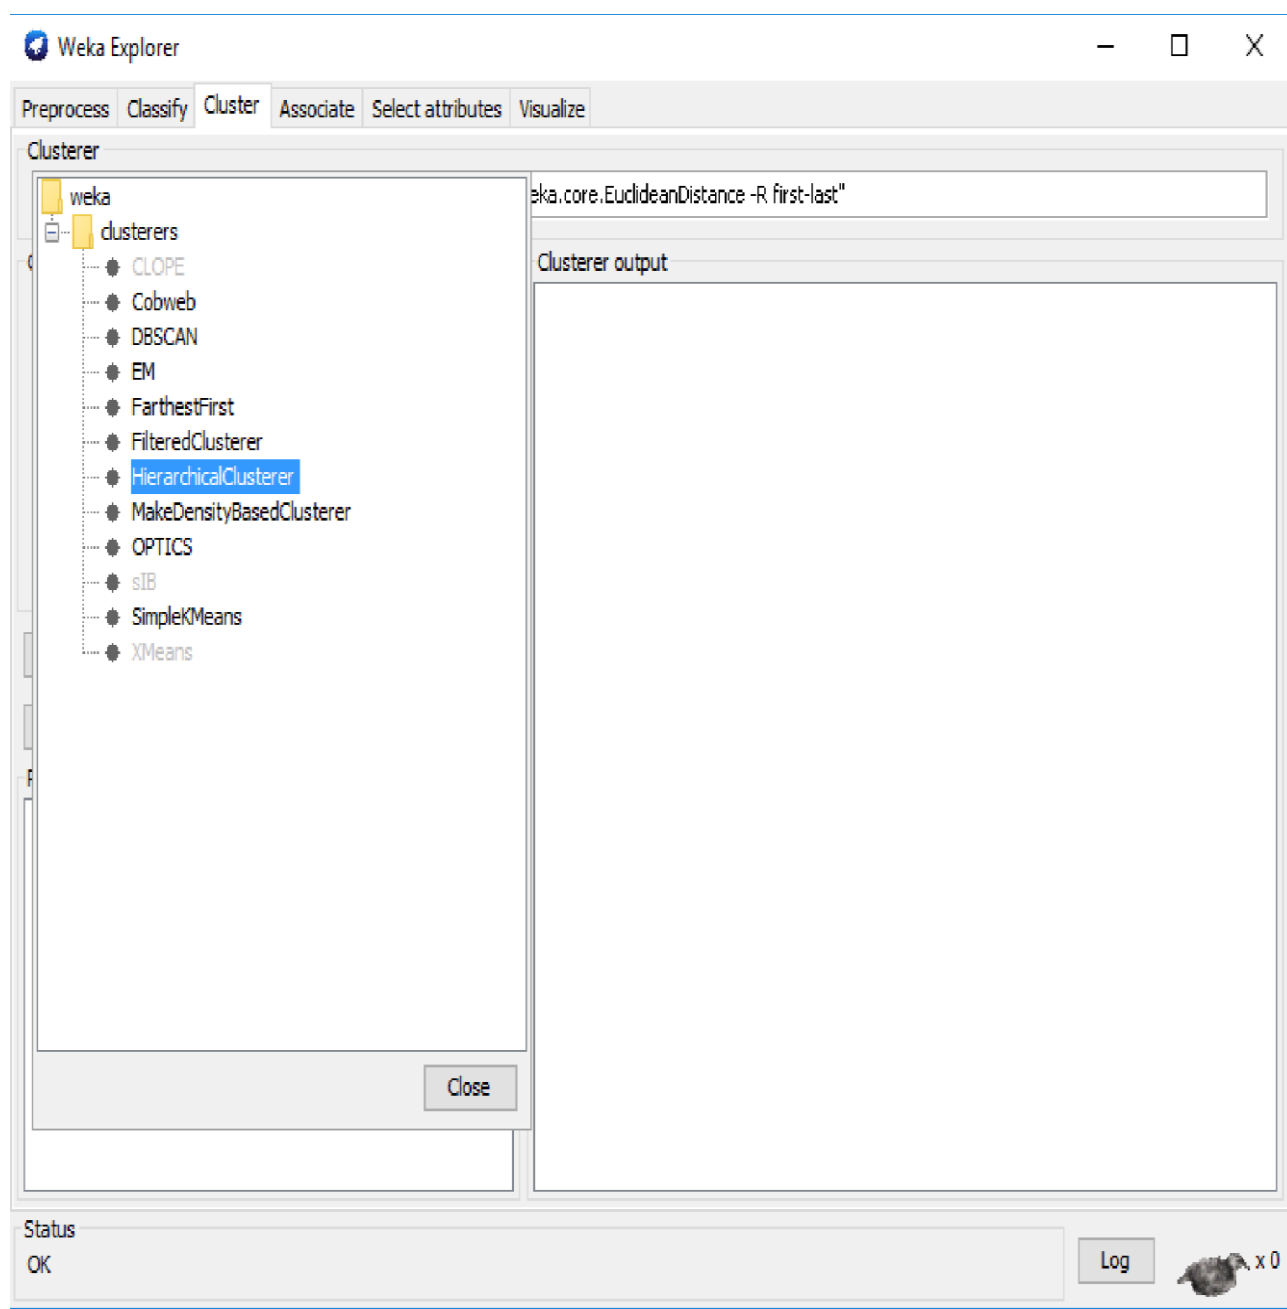 Weka Explorer
Preprocess Classify Cluster Associate Select attributes Visualize
Clusterer
eka.core.EuclideanDistance -R first-last"
weka
clusterers
CLOPE
Cobweb
DBSCAN
EM
FarthestFirst
FilteredClusterer
HierarchicalClusterer
MakeDensityBasedClusterer
OPTICS
sIB
SimpleKMeans
XMeans
Close
Clusterer output
Status
OK
Log
x 0